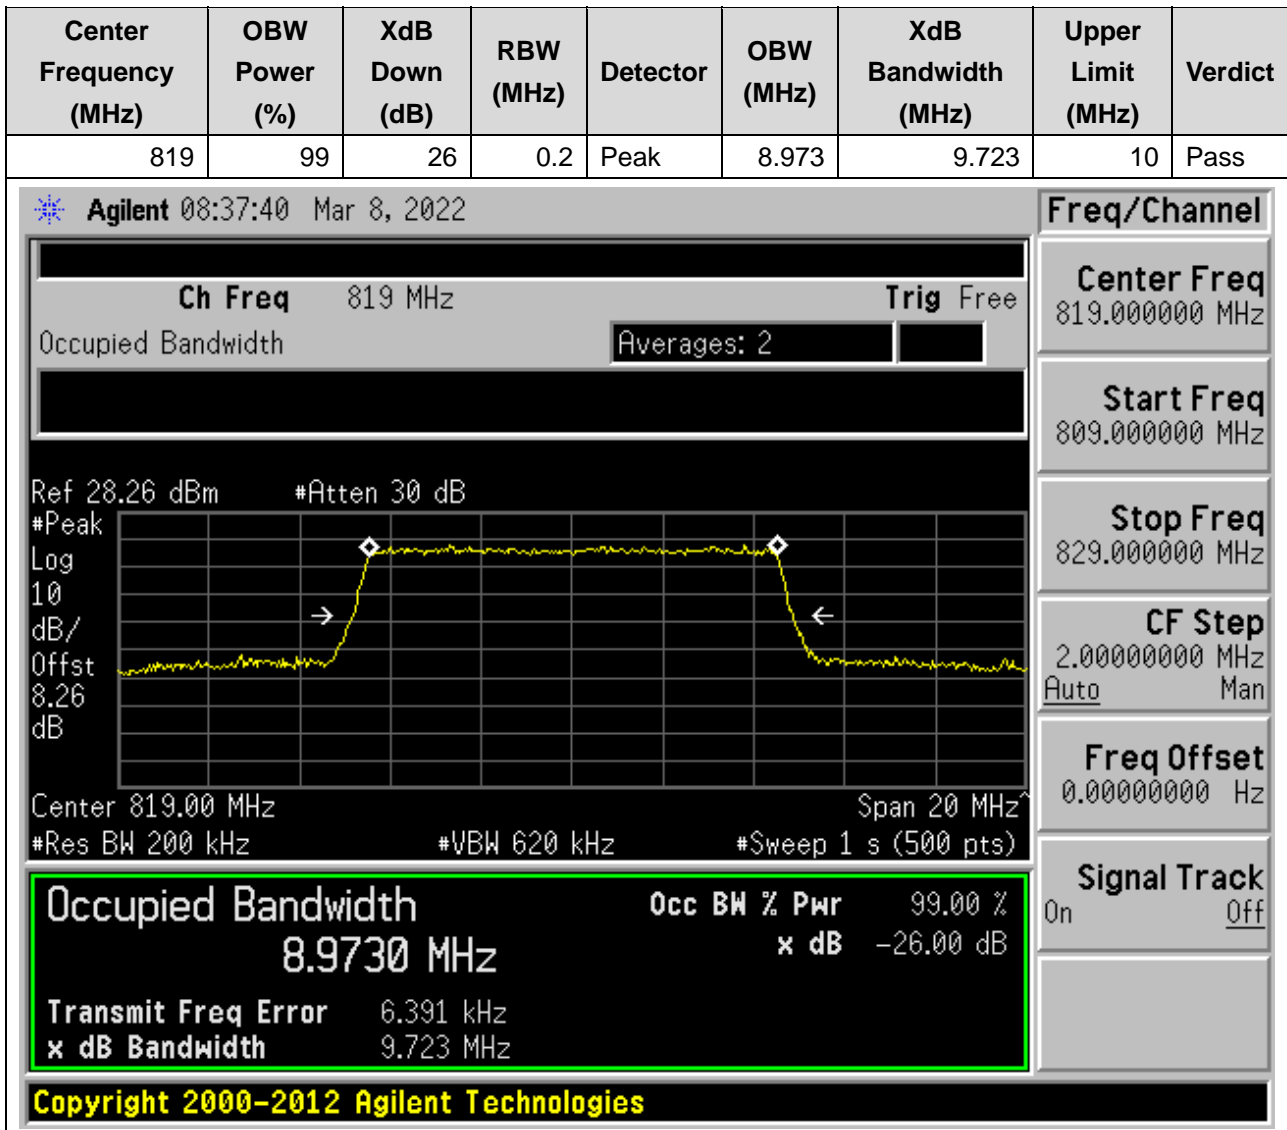 Center Frequency (MHz) OBW Power (%) XdB Down (dB) RBW (MHz) Detector OBW (MHz) XdB Bandwidth (MHz) Upper Limit (MHz) Verdict
819 99 26 0.2 Peak 8.973 9.723 10 Pass
Agilent 08:37:40 Mar 8, 2022
Freq/Channel
Ch Freq 819 MHz Trig Free
Occupied Bandwidth Averages: 2
Ref 28.26 dBm #Atten 30 dB
#Peak
Log
10
dB/
Offst
8.26
dB
Center 819.00 MHz Span 20 MHz^
#Res BW 200 kHz #VBW 620 kHz #Sweep 1 s (500 pts)
Occupied Bandwidth Occ BW % Pwr 99.00 %
8.9730 MHz x dB -26.00 dB
Transmit Freq Error 6.391 kHz
x dB Bandwidth 9.723 MHz
Center Freq
819.000000 MHz
Start Freq
809.000000 MHz
Stop Freq
829.000000 MHz
CF Step
2.00000000 MHz
Auto Man
Freq Offset
0.00000000 Hz
Signal Track
On Off
Copyright 2000-2012 Agilent Technologies